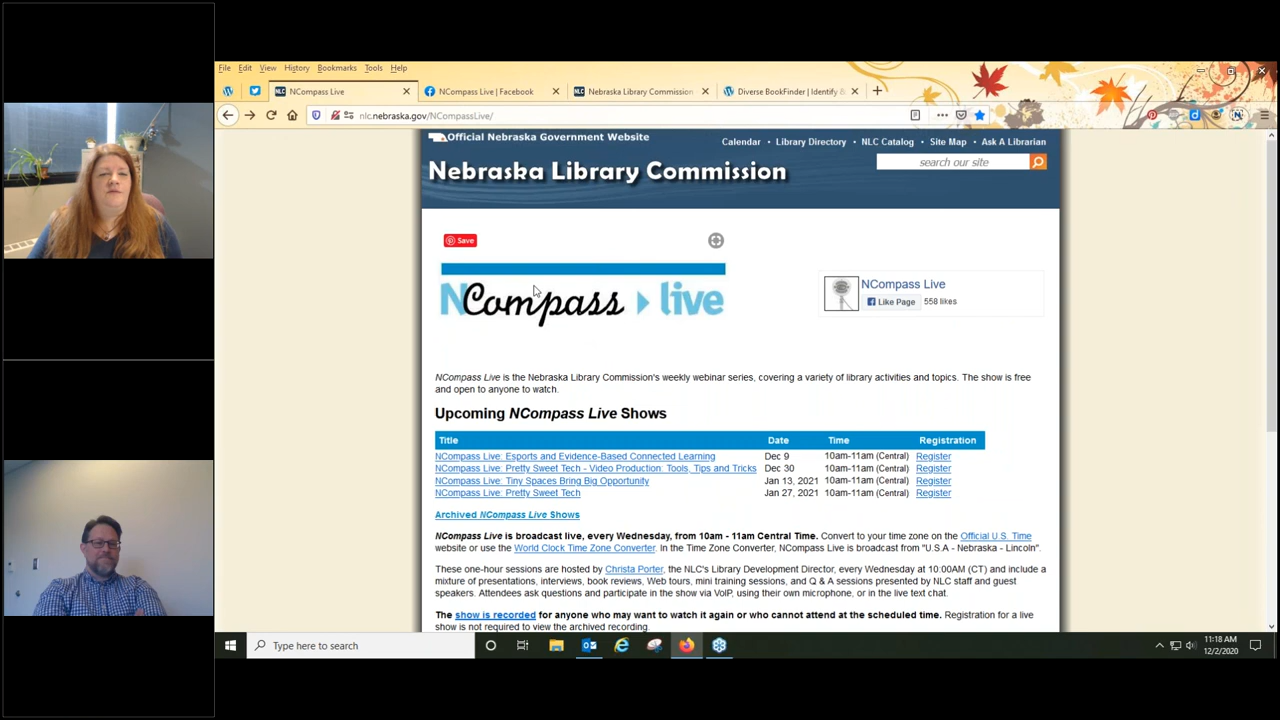 File Edit View History Bookmarks Tools Help
NCompass Live
NCompass Live | Facebook
Nebraska Library Commission
Diverse BookFinder | Identify &
nlc.nebraska.gov/NCompassLive/
Official Nebraska Government Website
Calendar • Library Directory • NLC Catalog • Site Map • Ask A Librarian
Nebraska Library Commission
search our site
Save
NCompass live
NCompass Live
Like Page 558 likes
NCompass Live is the Nebraska Library Commission's weekly webinar series, covering a variety of library activities and topics. The show is free
and open to anyone to watch.
Upcoming NCompass Live Shows
Title Date Time Registration
NCompass Live: Esports and Evidence-Based Connected Learning Dec 9 10am-11am (Central) Register
NCompass Live: Pretty Sweet Tech - Video Production: Tools, Tips and Tricks Dec 30 10am-11am (Central) Register
NCompass Live: Tiny Spaces Bring Big Opportunity Jan 13, 2021 10am-11am (Central) Register
NCompass Live: Pretty Sweet Tech Jan 27, 2021 10am-11am (Central) Register
Archived NCompass Live Shows
NCompass Live is broadcast live, every Wednesday, from 10am - 11am Central Time. Convert to your time zone on the Official U.S. Time
website or use the World Clock Time Zone Converter. In the Time Zone Converter, NCompass Live is broadcast from "U.S.A - Nebraska - Lincoln".
These one-hour sessions are hosted by Christa Porter, the NLC's Library Development Director, every Wednesday at 10:00AM (CT) and include a
mixture of presentations, interviews, book reviews, Web tours, mini training sessions, and Q & A sessions presented by NLC staff and guest
speakers. Attendees ask questions and participate in the show via VoIP, using their own microphone, or in the live text chat.
The show is recorded for anyone who may want to watch it again or who cannot attend at the scheduled time. Registration for a live
show is not required to view the archived recording.
Type here to search
11:18 AM
12/2/2020